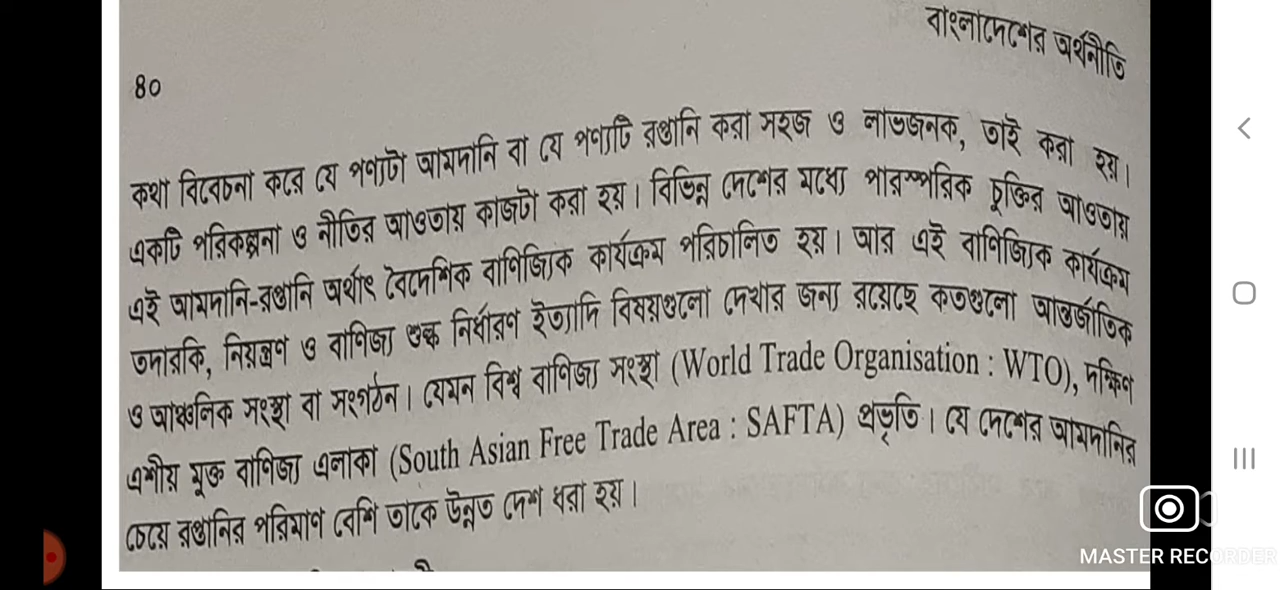 বাংলাদেশের অর্থনীতি
৪০
কথা বিবেচনা করে যে পণ্যটা আমদানি বা যে পণ্যটি রপ্তানি করা সহজ ও লাভজনক, তাই করা হয়।
একটি পরিকল্পনা ও নীতির আওতায় কাজটা করা হয়। বিভিন্ন দেশের মধ্যে পারস্পরিক চুক্তির আওতায়
এই আমদানি-রপ্তানি অর্থাৎ বৈদেশিক বাণিজ্যিক কার্যক্রম পরিচালিত হয়। আর এই বাণিজ্যিক কার্যক্রম
তদারকি, নিয়ন্ত্রণ ও বাণিজ্য শুল্ক নির্ধারণ ইত্যাদি বিষয়গুলো দেখার জন্য রয়েছে কতগুলো আন্তর্জাতিক
ও আঞ্চলিক সংস্থা বা সংগঠন। যেমন বিশ্ব বাণিজ্য সংস্থা (World Trade Organisation : WTO), দক্ষিণ
এশীয় মুক্ত বাণিজ্য এলাকা (South Asian Free Trade Area : SAFTA) প্রভৃতি। যে দেশের আমদানির
চেয়ে রপ্তানির পরিমাণ বেশি তাকে উন্নত দেশ ধরা হয়।
MASTER RECORDER